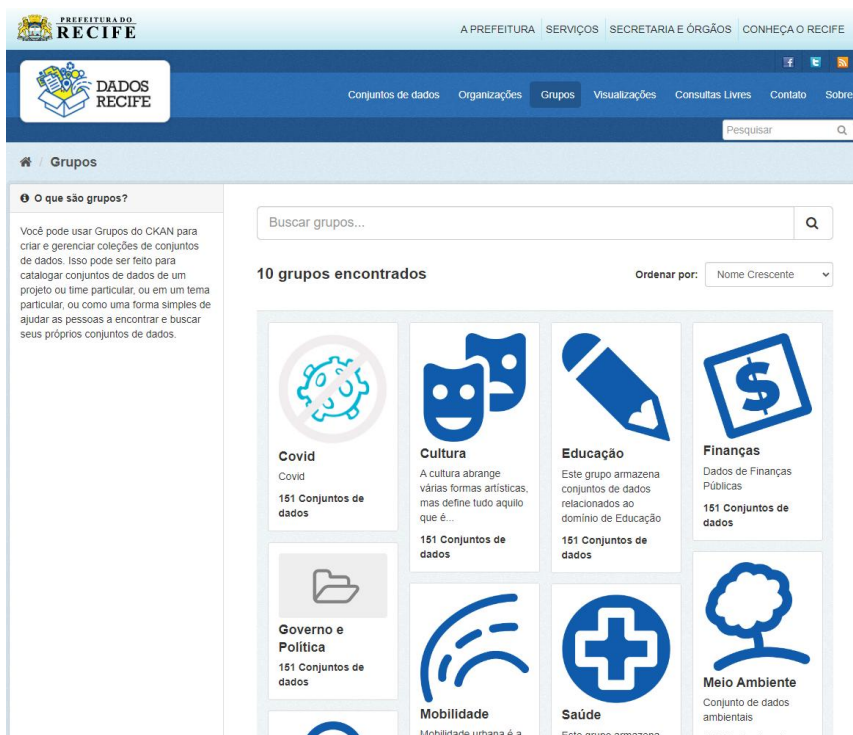 PREFEITURA DO
RECIFE
A PREFEITURA
SERVIÇOS
SECRETARIA E ÓRGÃOS
CONHEÇA O RECIFE
DADOS
RECIFE
Conjuntos de dados
Organizações
Grupos
Visualizações
Consultas Livres
Contato
Sobre
Pesquisar
/ Grupos
O que são grupos?
Você pode usar Grupos do CKAN para
criar e gerenciar coleções de conjuntos
de dados. Isso pode ser feito para
catalogar conjuntos de dados de um
projeto ou time particular, ou em um tema
particular, ou como uma forma simples de
ajudar as pessoas a encontrar e buscar
seus próprios conjuntos de dados.
Buscar grupos...
10 grupos encontrados
Ordenar por:
Nome Crescente
Covid
Covid
151 Conjuntos de
dados
Cultura
A cultura abrange
várias formas artísticas,
mas define tudo aquilo
que é...
151 Conjuntos de
dados
Educação
Este grupo armazena
conjuntos de dados
relacionados ao
domínio de Educação
151 Conjuntos de
dados
Finanças
Dados de Finanças
Públicas
151 Conjuntos de
dados
Governo e
Política
151 Conjuntos de
dados
Mobilidade
Mobilidade urbana é a
Saúde
Este grupo armazena
Meio Ambiente
Conjunto de dados
ambientais